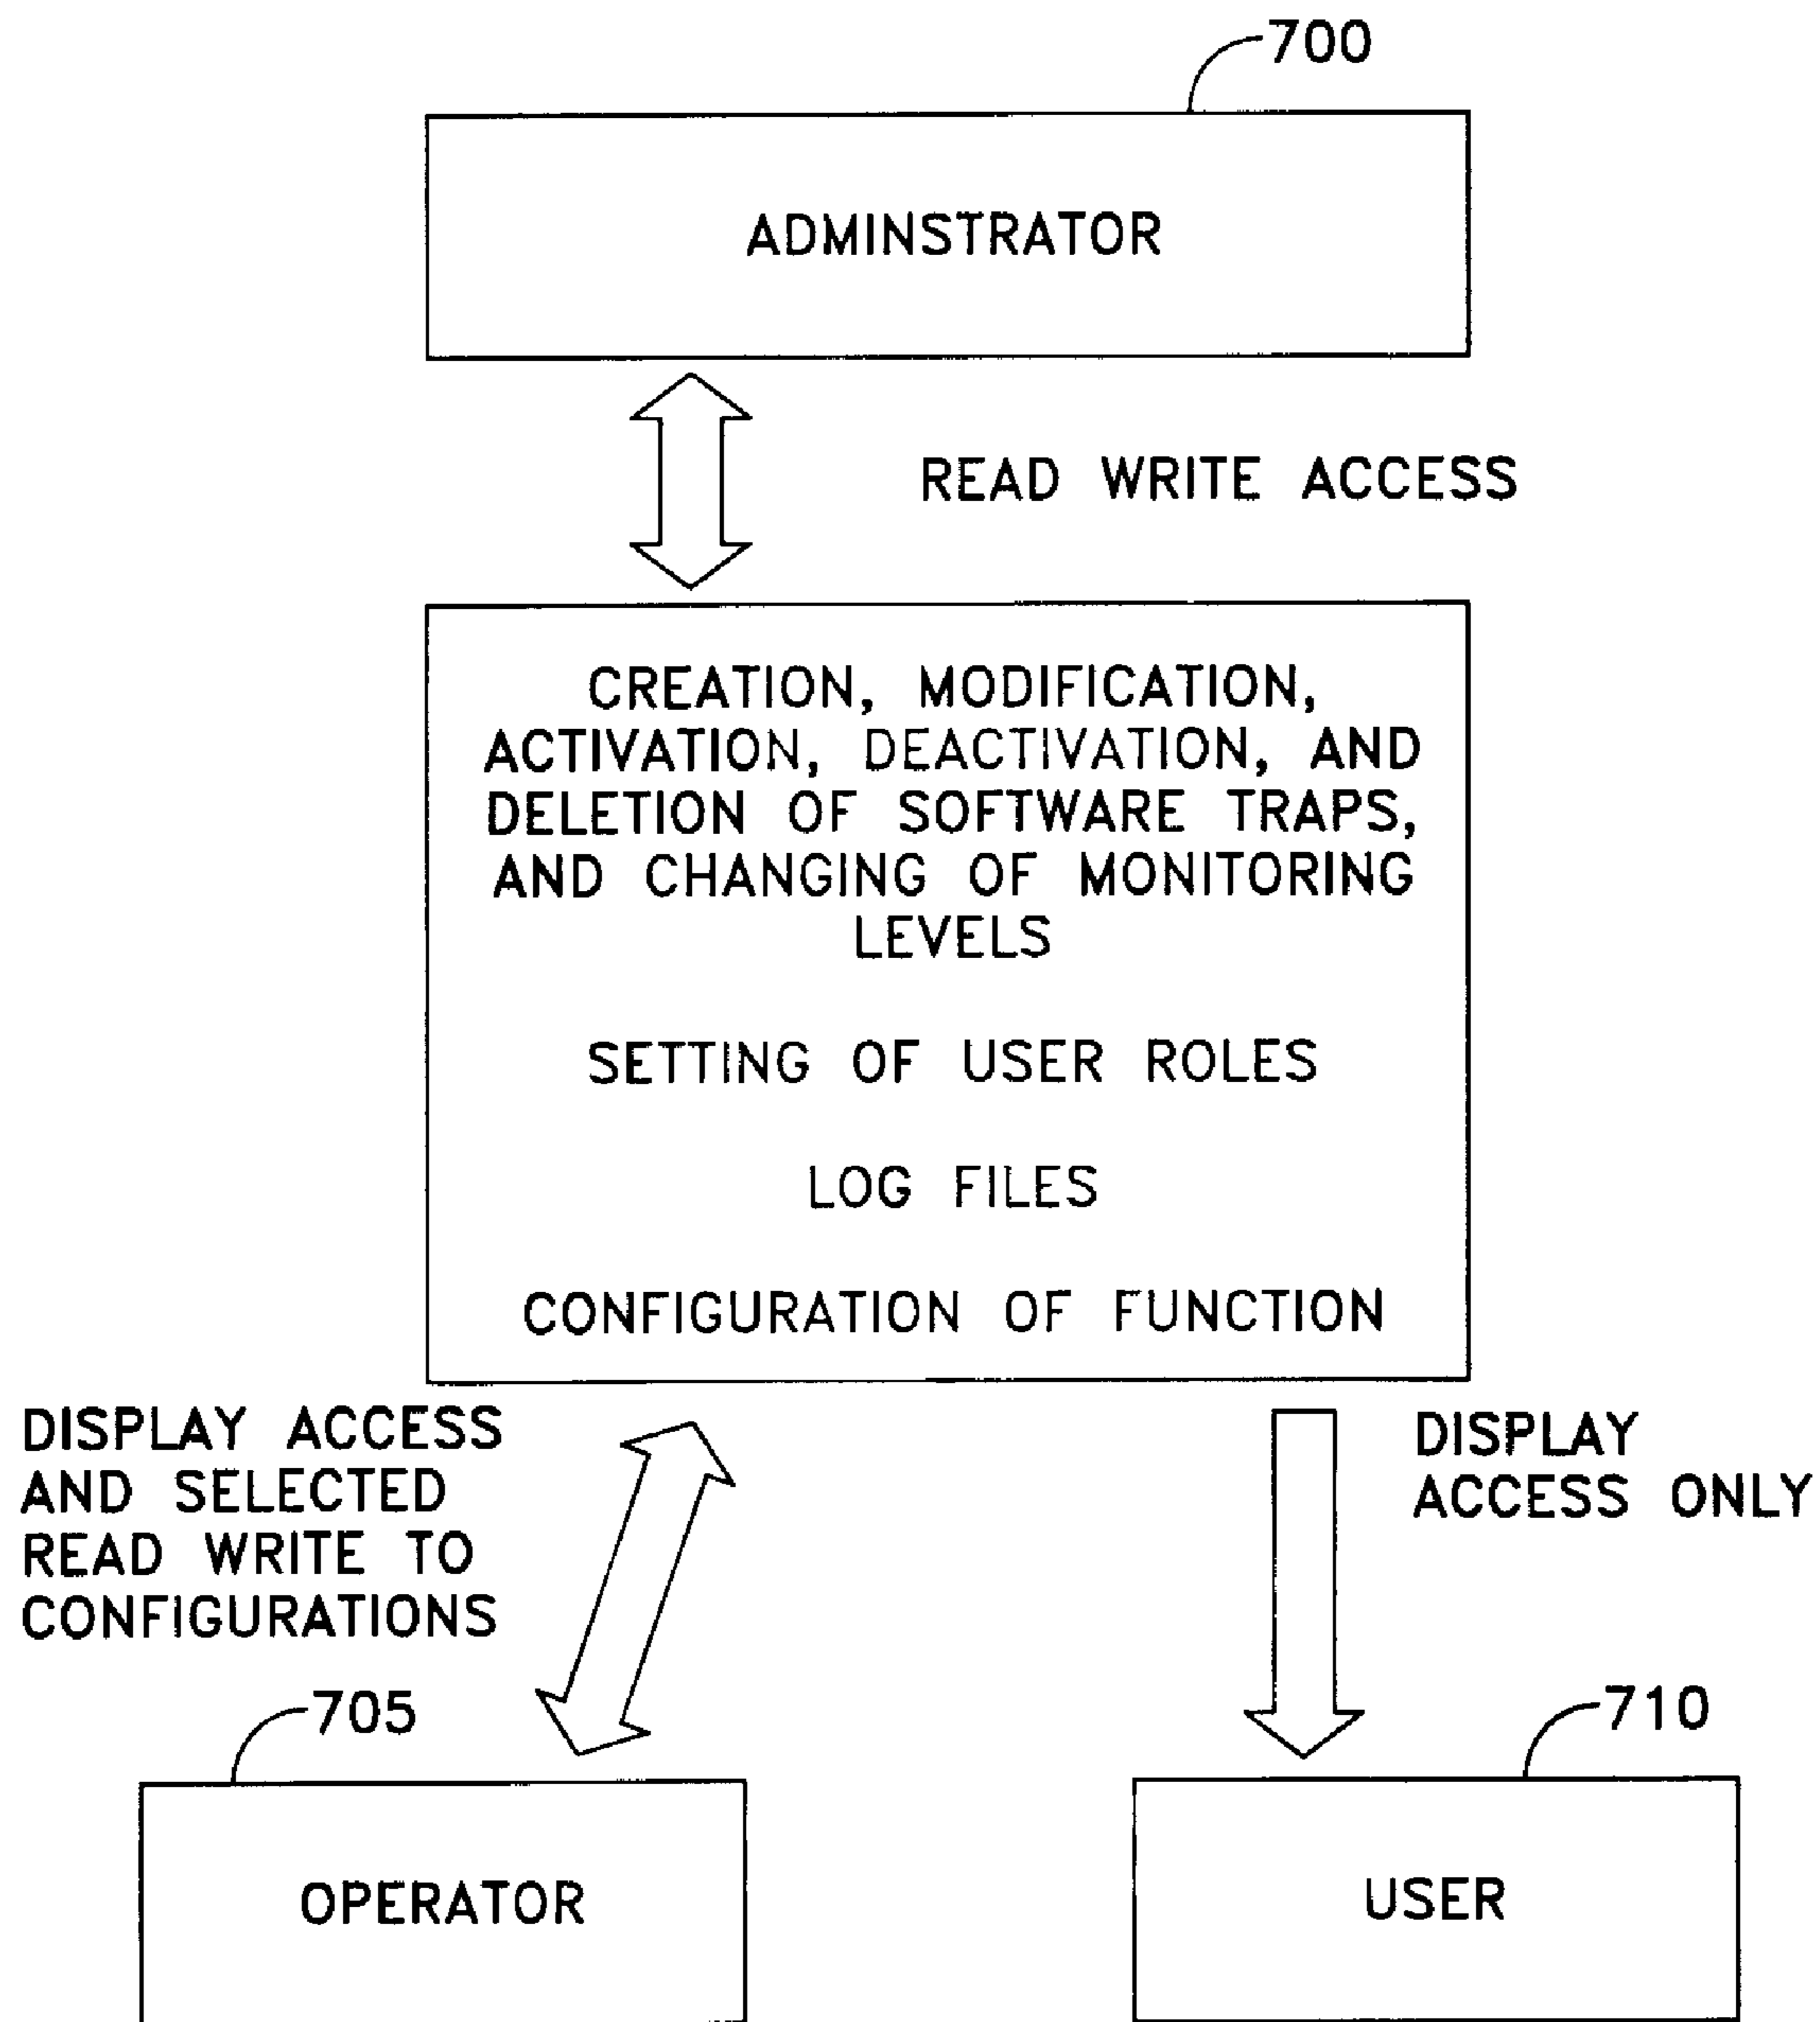 700
ADMINSTRATOR
READ WRITE ACCESS
CREATION, MODIFICATION,
ACTIVATION, DEACTIVATION, AND
DELETION OF SOFTWARE TRAPS,
AND CHANGING OF MONITORING
LEVELS
SETTING OF USER ROLES
LOG FILES
CONFIGURATION OF FUNCTION
DISPLAY ACCESS
AND SELECTED
READ WRITE TO
CONFIGURATIONS
DISPLAY
ACCESS ONLY
705
OPERATOR
710
USER